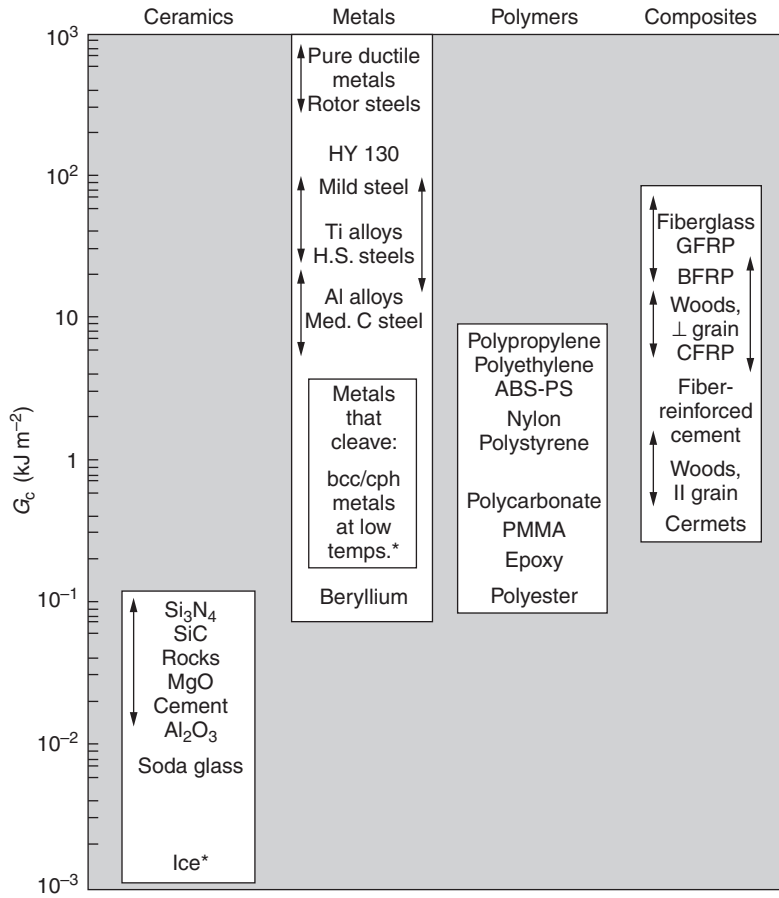 Ceramics Metals Polymers Composites
10³
10²
10
1
10⁻¹
10⁻²
10⁻³
G_c (kJ m⁻²)
Si₃N₄
SiC
Rocks
MgO
Cement
Al₂O₃
Soda glass
Ice*
Pure ductile
metals
Rotor steels
HY 130
Mild steel
Ti alloys
H.S. steels
Al alloys
Med. C steel
Metals
that
cleave:
bcc/cph
metals
at low
temps.*
Beryllium
Polypropylene
Polyethylene
ABS-PS
Nylon
Polystyrene
Polycarbonate
PMMA
Epoxy
Polyester
Fiberglass
GFRP
BFRP
Woods,
⊥ grain
CFRP
Fiber-
reinforced
cement
Woods,
II grain
Cermets